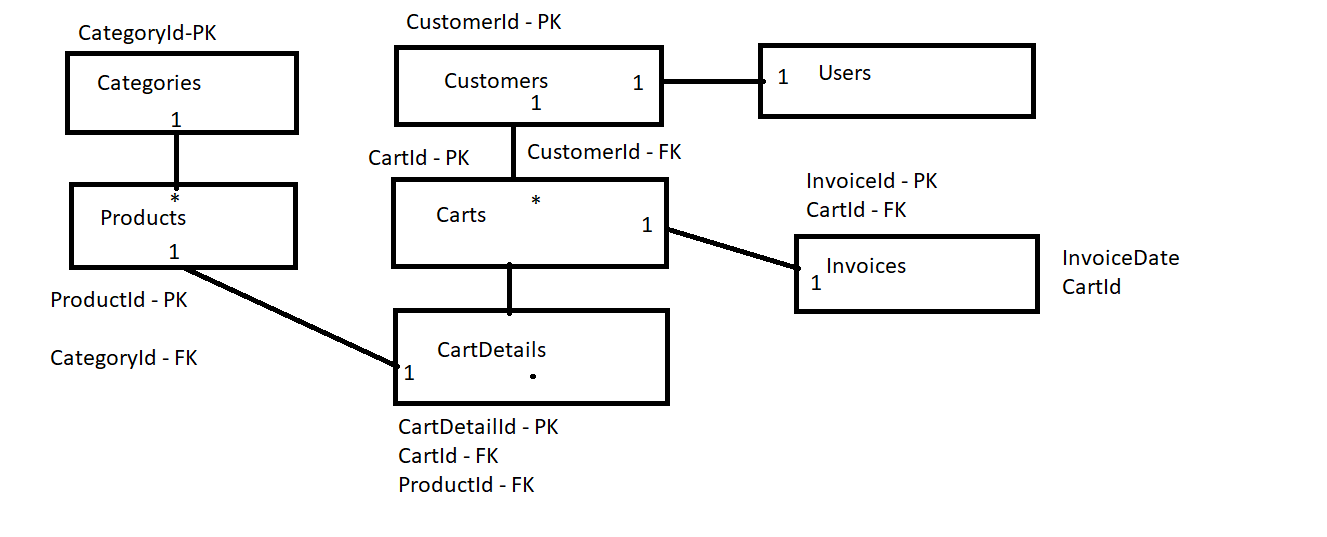 CategoryId-PK
Categories
1
*
Products
1
ProductId - PK
CategoryId - FK
CustomerId - PK
Customers
1
1
1
Users
CartId - PK
CustomerId - FK
*
Carts
1
InvoiceId - PK
CartId - FK
Invoices
1
InvoiceDate
CartId
CartDetails
1
CartDetailId - PK
CartId - FK
ProductId - FK